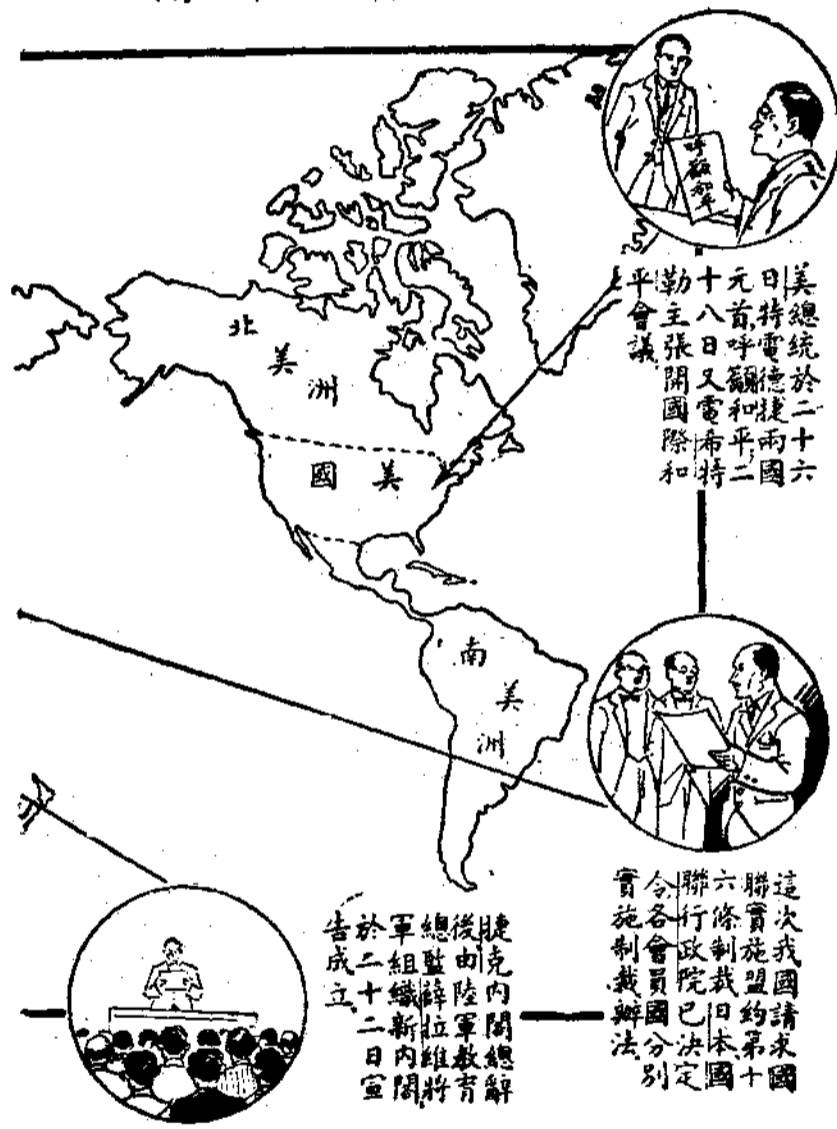 呼籲和平
美總統於二十六
日特電德捷兩國
元首呼籲和平,二
十八日又電希特
勒主張開國際和
平會議
北美洲
美國
南美洲
這次我國請求國
聯實施盟約第十
六條制裁日本,國
聯行政院已決定
令各會員國分別
實施制裁辦法
捷克內閣總辭
後由陸軍教育
總監薛拉維將
軍組織新內閣,
於二十二日宣
告成立